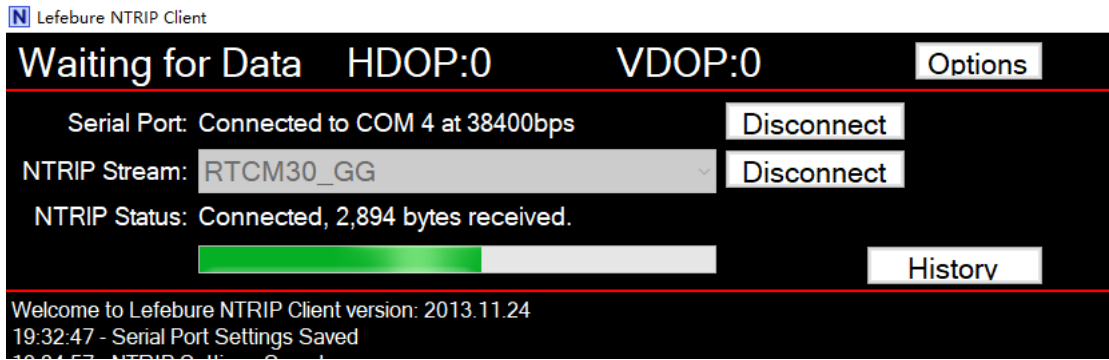 N Lefebure NTRIP Client
Waiting for Data HDOP:0 VDOP:0 Options
Serial Port: Connected to COM 4 at 38400bps Disconnect
NTRIP Stream: RTCM30_GG Disconnect
NTRIP Status: Connected, 2,894 bytes received.
History
Welcome to Lefebure NTRIP Client version: 2013.11.24
19:32:47 - Serial Port Settings Saved